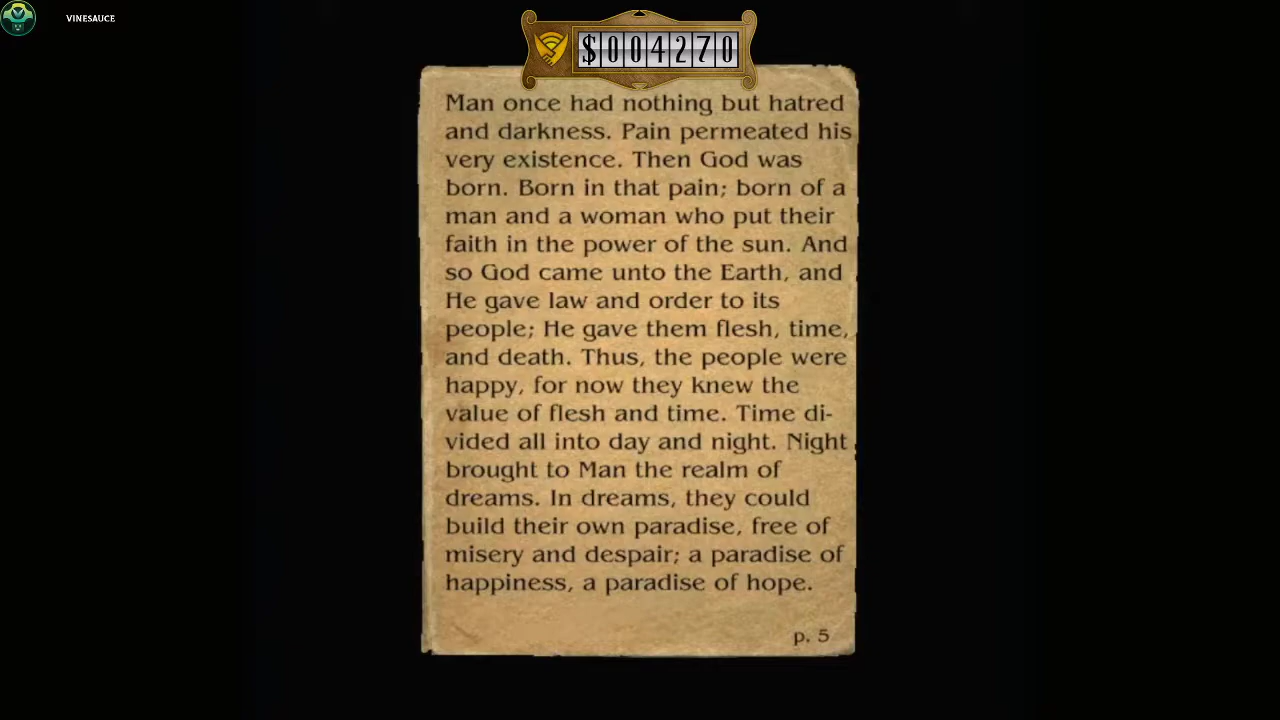 VINESAUCE
$004270
Man once had nothing but hatred
and darkness. Pain permeated his
very existence. Then God was
born. Born in that pain; born of a
man and a woman who put their
faith in the power of the sun. And
so God came unto the Earth, and
He gave law and order to its
people; He gave them flesh, time,
and death. Thus, the people were
happy, for now they knew the
value of flesh and time. Time di-
vided all into day and night. Night
brought to Man the realm of
dreams. In dreams, they could
build their own paradise, free of
misery and despair; a paradise of
happiness, a paradise of hope.
p. 5